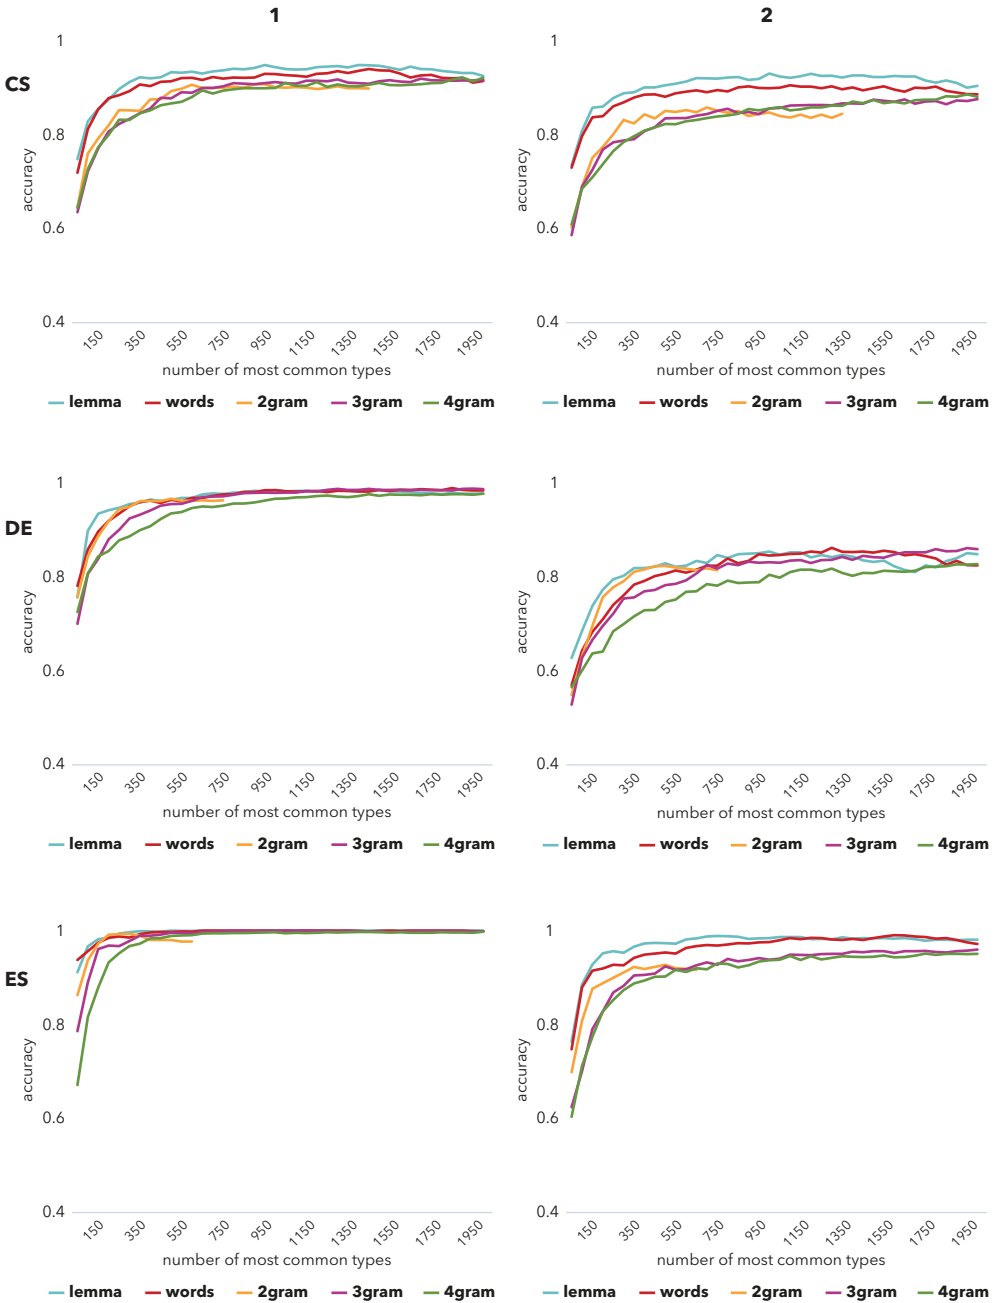 1 2
CS
1 1
0.8 0.8
accuracy accuracy
0.6 0.6
0.4 0.4
150 350 550 750 950 1150 1350 1550 1750 1950 150 350 550 750 950 1150 1350 1550 1750 1950
number of most common types number of most common types
lemma words 2gram 3gram 4gram lemma words 2gram 3gram 4gram
DE
1 1
0.8 0.8
accuracy accuracy
0.6 0.6
0.4 0.4
150 350 550 750 950 1150 1350 1550 1750 1950 150 350 550 750 950 1150 1350 1550 1750 1950
number of most common types number of most common types
lemma words 2gram 3gram 4gram lemma words 2gram 3gram 4gram
ES
1 1
0.8 0.8
accuracy accuracy
0.6 0.6
0.4 0.4
150 350 550 750 950 1150 1350 1550 1750 1950 150 350 550 750 950 1150 1350 1550 1750 1950
number of most common types number of most common types
lemma words 2gram 3gram 4gram lemma words 2gram 3gram 4gram